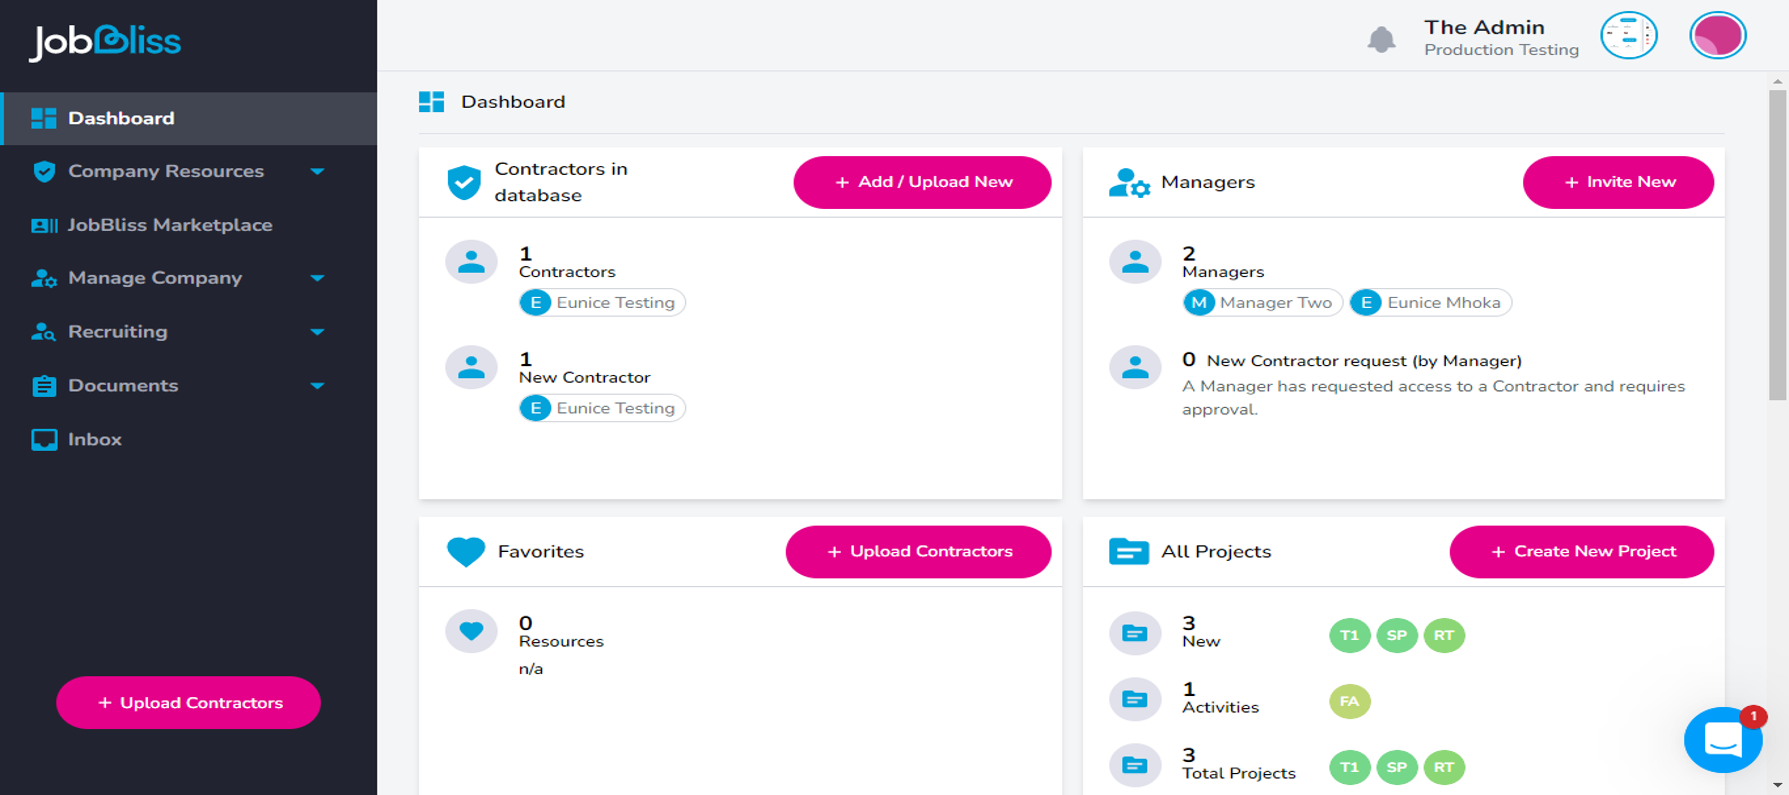 JobBliss
The Admin
Production Testing
Dashboard
Company Resources
JobBliss Marketplace
Manage Company
Recruiting
Documents
Inbox
+ Upload Contractors
Dashboard
Contractors in
database
+ Add / Upload New
1
Contractors
E Eunice Testing
1
New Contractor
E Eunice Testing
Managers
+ Invite New
2
Managers
M Manager Two E Eunice Mhoka
0 New Contractor request (by Manager)
A Manager has requested access to a Contractor and requires
approval.
Favorites
+ Upload Contractors
0
Resources
n/a
All Projects
+ Create New Project
3
New
T1 SP RT
1
Activities
FA
3
Total Projects
T1 SP RT
1